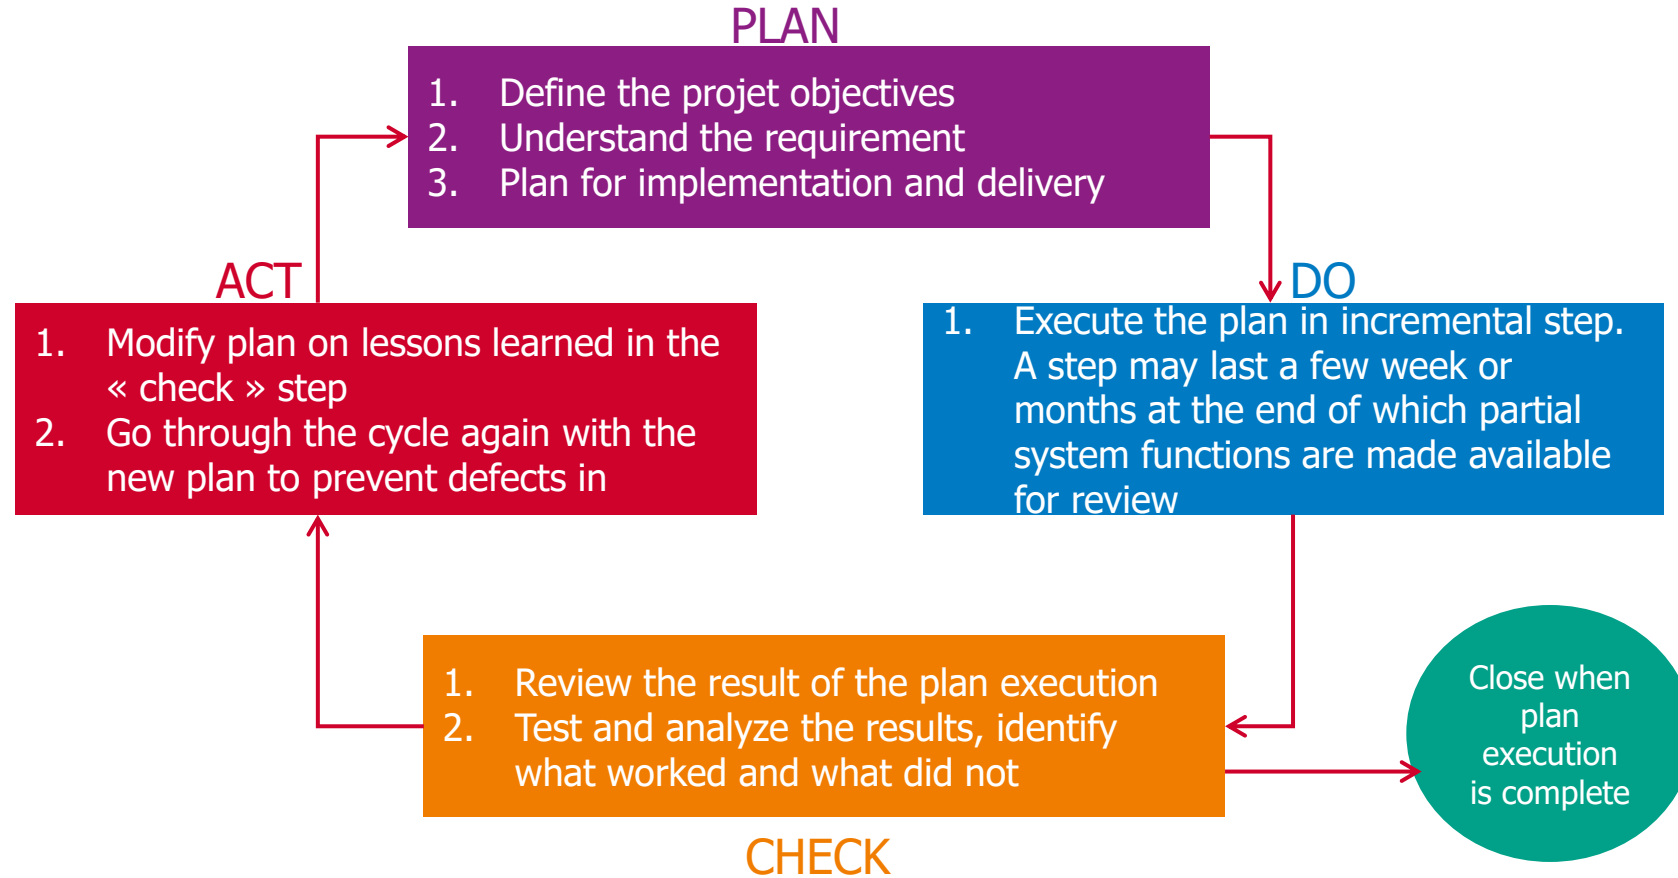 PLAN
1. Define the projet objectives
2. Understand the requirement
3. Plan for implementation and delivery
ACT
1. Modify plan on lessons learned in the
« check » step
2. Go through the cycle again with the
new plan to prevent defects in
DO
1. Execute the plan in incremental step.
A step may last a few week or
months at the end of which partial
system functions are made available
for review
1. Review the result of the plan execution
2. Test and analyze the results, identify
what worked and what did not
CHECK
Close when
plan
execution
is complete